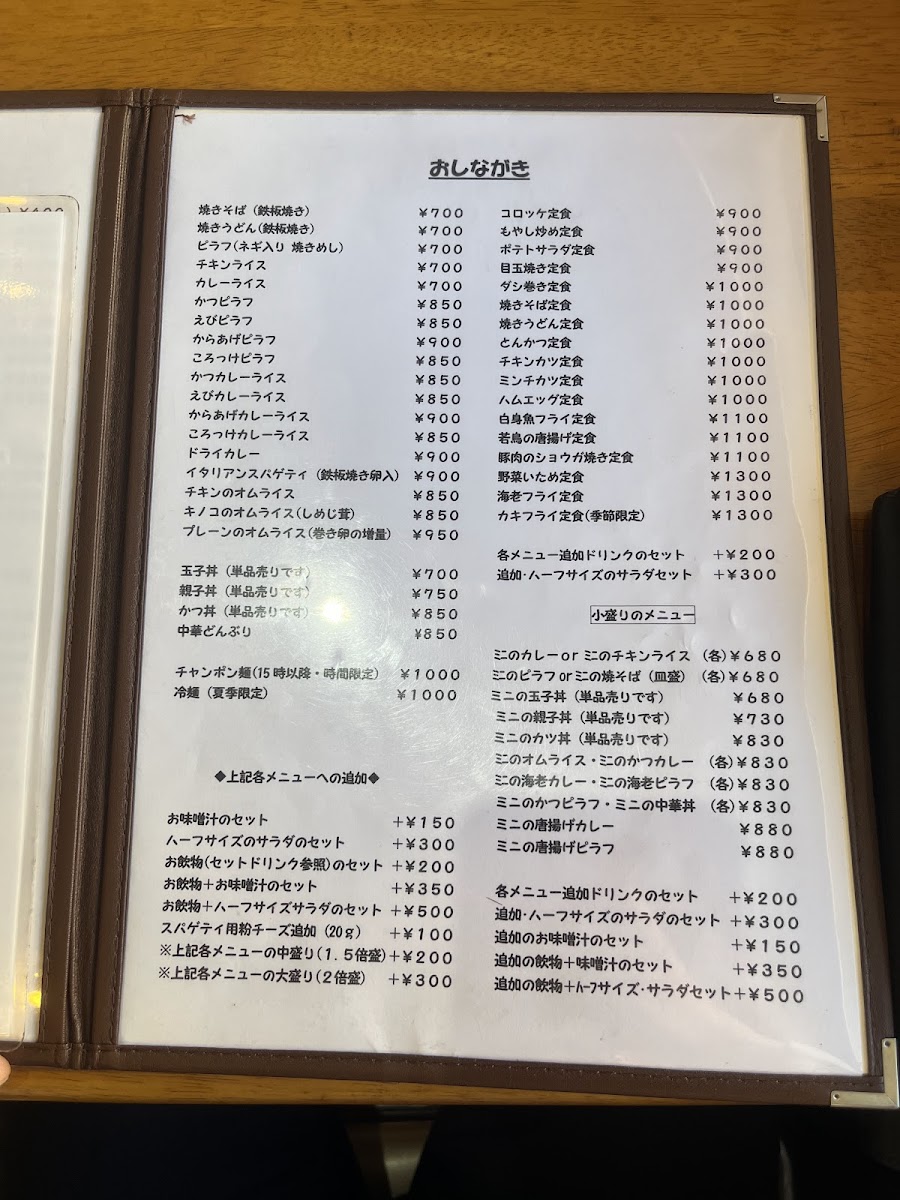 おしながき
焼きそば（鉄板焼き） ￥７００
焼きうどん(鉄板焼き) ￥７００
ピラフ(ネギ入り 焼きめし) ￥７００
チキンライス ￥７００
カレーライス ￥７００
かつピラフ ￥８５０
えびピラフ ￥８５０
からあげピラフ ￥９００
ころっけピラフ ￥８５０
かつカレーライス ￥８５０
えびカレーライス ￥８５０
からあげカレーライス ￥９００
ころっけカレーライス ￥８５０
ドライカレー ￥９００
イタリアンスパゲティ（鉄板焼き卵入） ￥９００
チキンのオムライス ￥８５０
キノコのオムライス(しめじ茸) ￥８５０
プレーンのオムライス(巻き卵の増量) ￥９５０
玉子丼（単品売りです） ￥７００
親子丼（単品売りです） ￥７５０
かつ丼（単品売りです） ￥８５０
中華どんぶり ￥８５０
チャンポン麺(15時以降・時間限定) ￥１０００
冷麺（夏季限定） ￥１０００
◆上記各メニューへの追加◆
お味噌汁のセット ＋￥１５０
ハーフサイズのサラダのセット ＋￥３００
お飲物(セットドリンク参照)のセット ＋￥２００
お飲物＋お味噌汁のセット ＋￥３５０
お飲物＋ハーフサイズサラダのセット ＋￥５００
スパゲティ用粉チーズ追加（20ｇ） ＋￥１００
※上記各メニューの中盛り(１.５倍盛)＋￥２００
※上記各メニューの大盛り(２倍盛) ＋￥３００
コロッケ定食 ￥９００
もやし炒め定食 ￥９００
ポテトサラダ定食 ￥９００
目玉焼き定食 ￥９００
ダシ巻き定食 ￥１０００
焼きそば定食 ￥１０００
焼きうどん定食 ￥１０００
とんかつ定食 ￥１０００
チキンカツ定食 ￥１０００
ミンチカツ定食 ￥１０００
ハムエッグ定食 ￥１０００
白身魚フライ定食 ￥１１００
若鳥の唐揚げ定食 ￥１１００
豚肉のショウガ焼き定食 ￥１１００
野菜いため定食 ￥１３００
海老フライ定食 ￥１３００
カキフライ定食(季節限定) ￥１３００
各メニュー追加ドリンクのセット ＋￥２００
追加・ハーフサイズのサラダセット ＋￥３００
小盛りのメニュー
ミニのカレーor ミニのチキンライス （各）￥６８０
ミニのピラフorミニの焼そば（皿盛） （各）￥６８０
ミニの玉子丼（単品売りです） ￥６８０
ミニの親子丼（単品売りです） ￥７３０
ミニのカツ丼（単品売りです） ￥８３０
ミニのオムライス・ミニのかつカレー （各）￥８３０
ミニの海老カレー・ミニの海老ピラフ （各）￥８３０
ミニのかつピラフ・ミニの中華丼 （各）￥８３０
ミニの唐揚げカレー ￥８８０
ミニの唐揚げピラフ ￥８８０
各メニュー追加ドリンクのセット ＋￥２００
追加・ハーフサイズのサラダのセット ＋￥３００
追加のお味噌汁のセット ＋￥１５０
追加の飲物＋味噌汁のセット ＋￥３５０
追加の飲物＋ﾊｰﾌサイズ・サラダセット＋￥５００